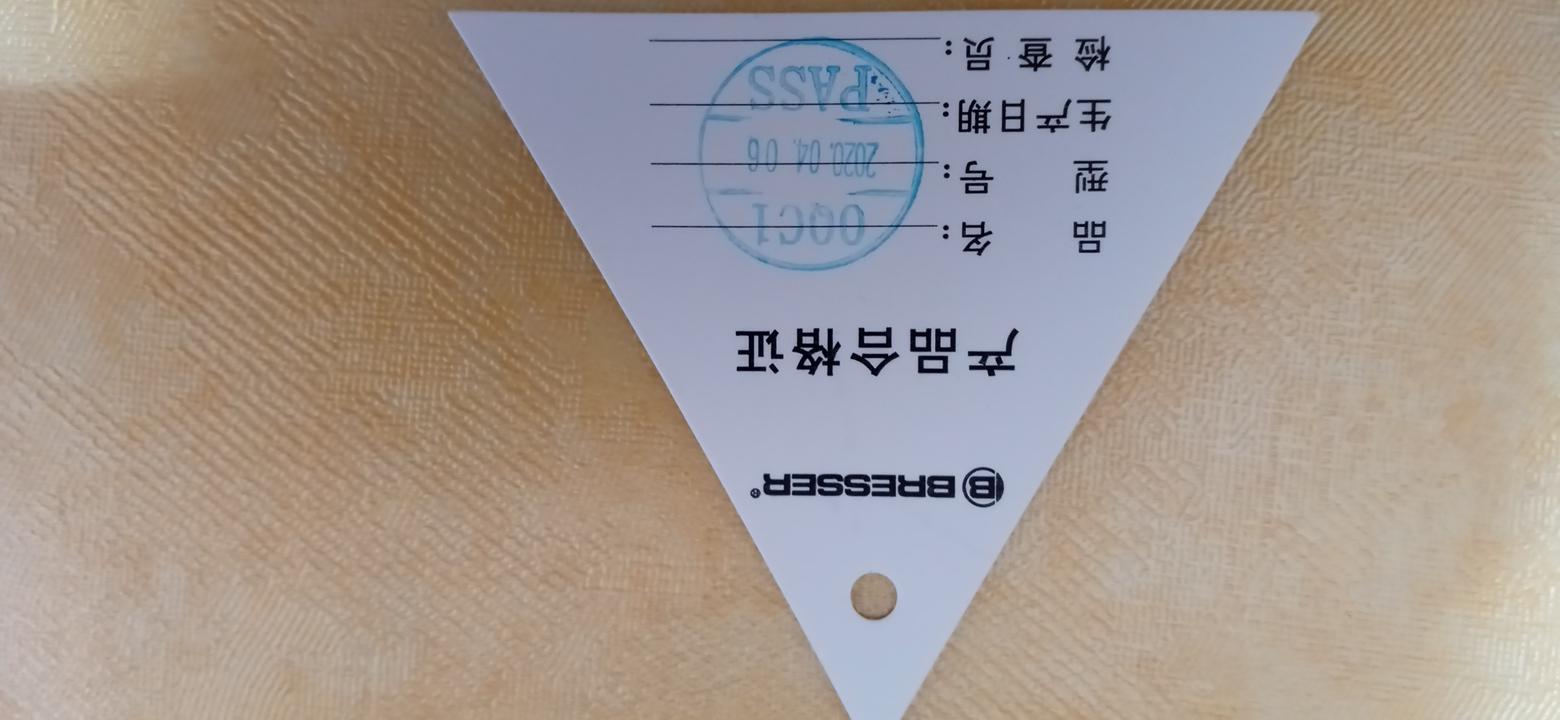 BRESSER®
产品合格证
品 名：
型 号：
生产日期：
检 查 员：
OQC1
2020.04.06
PASS